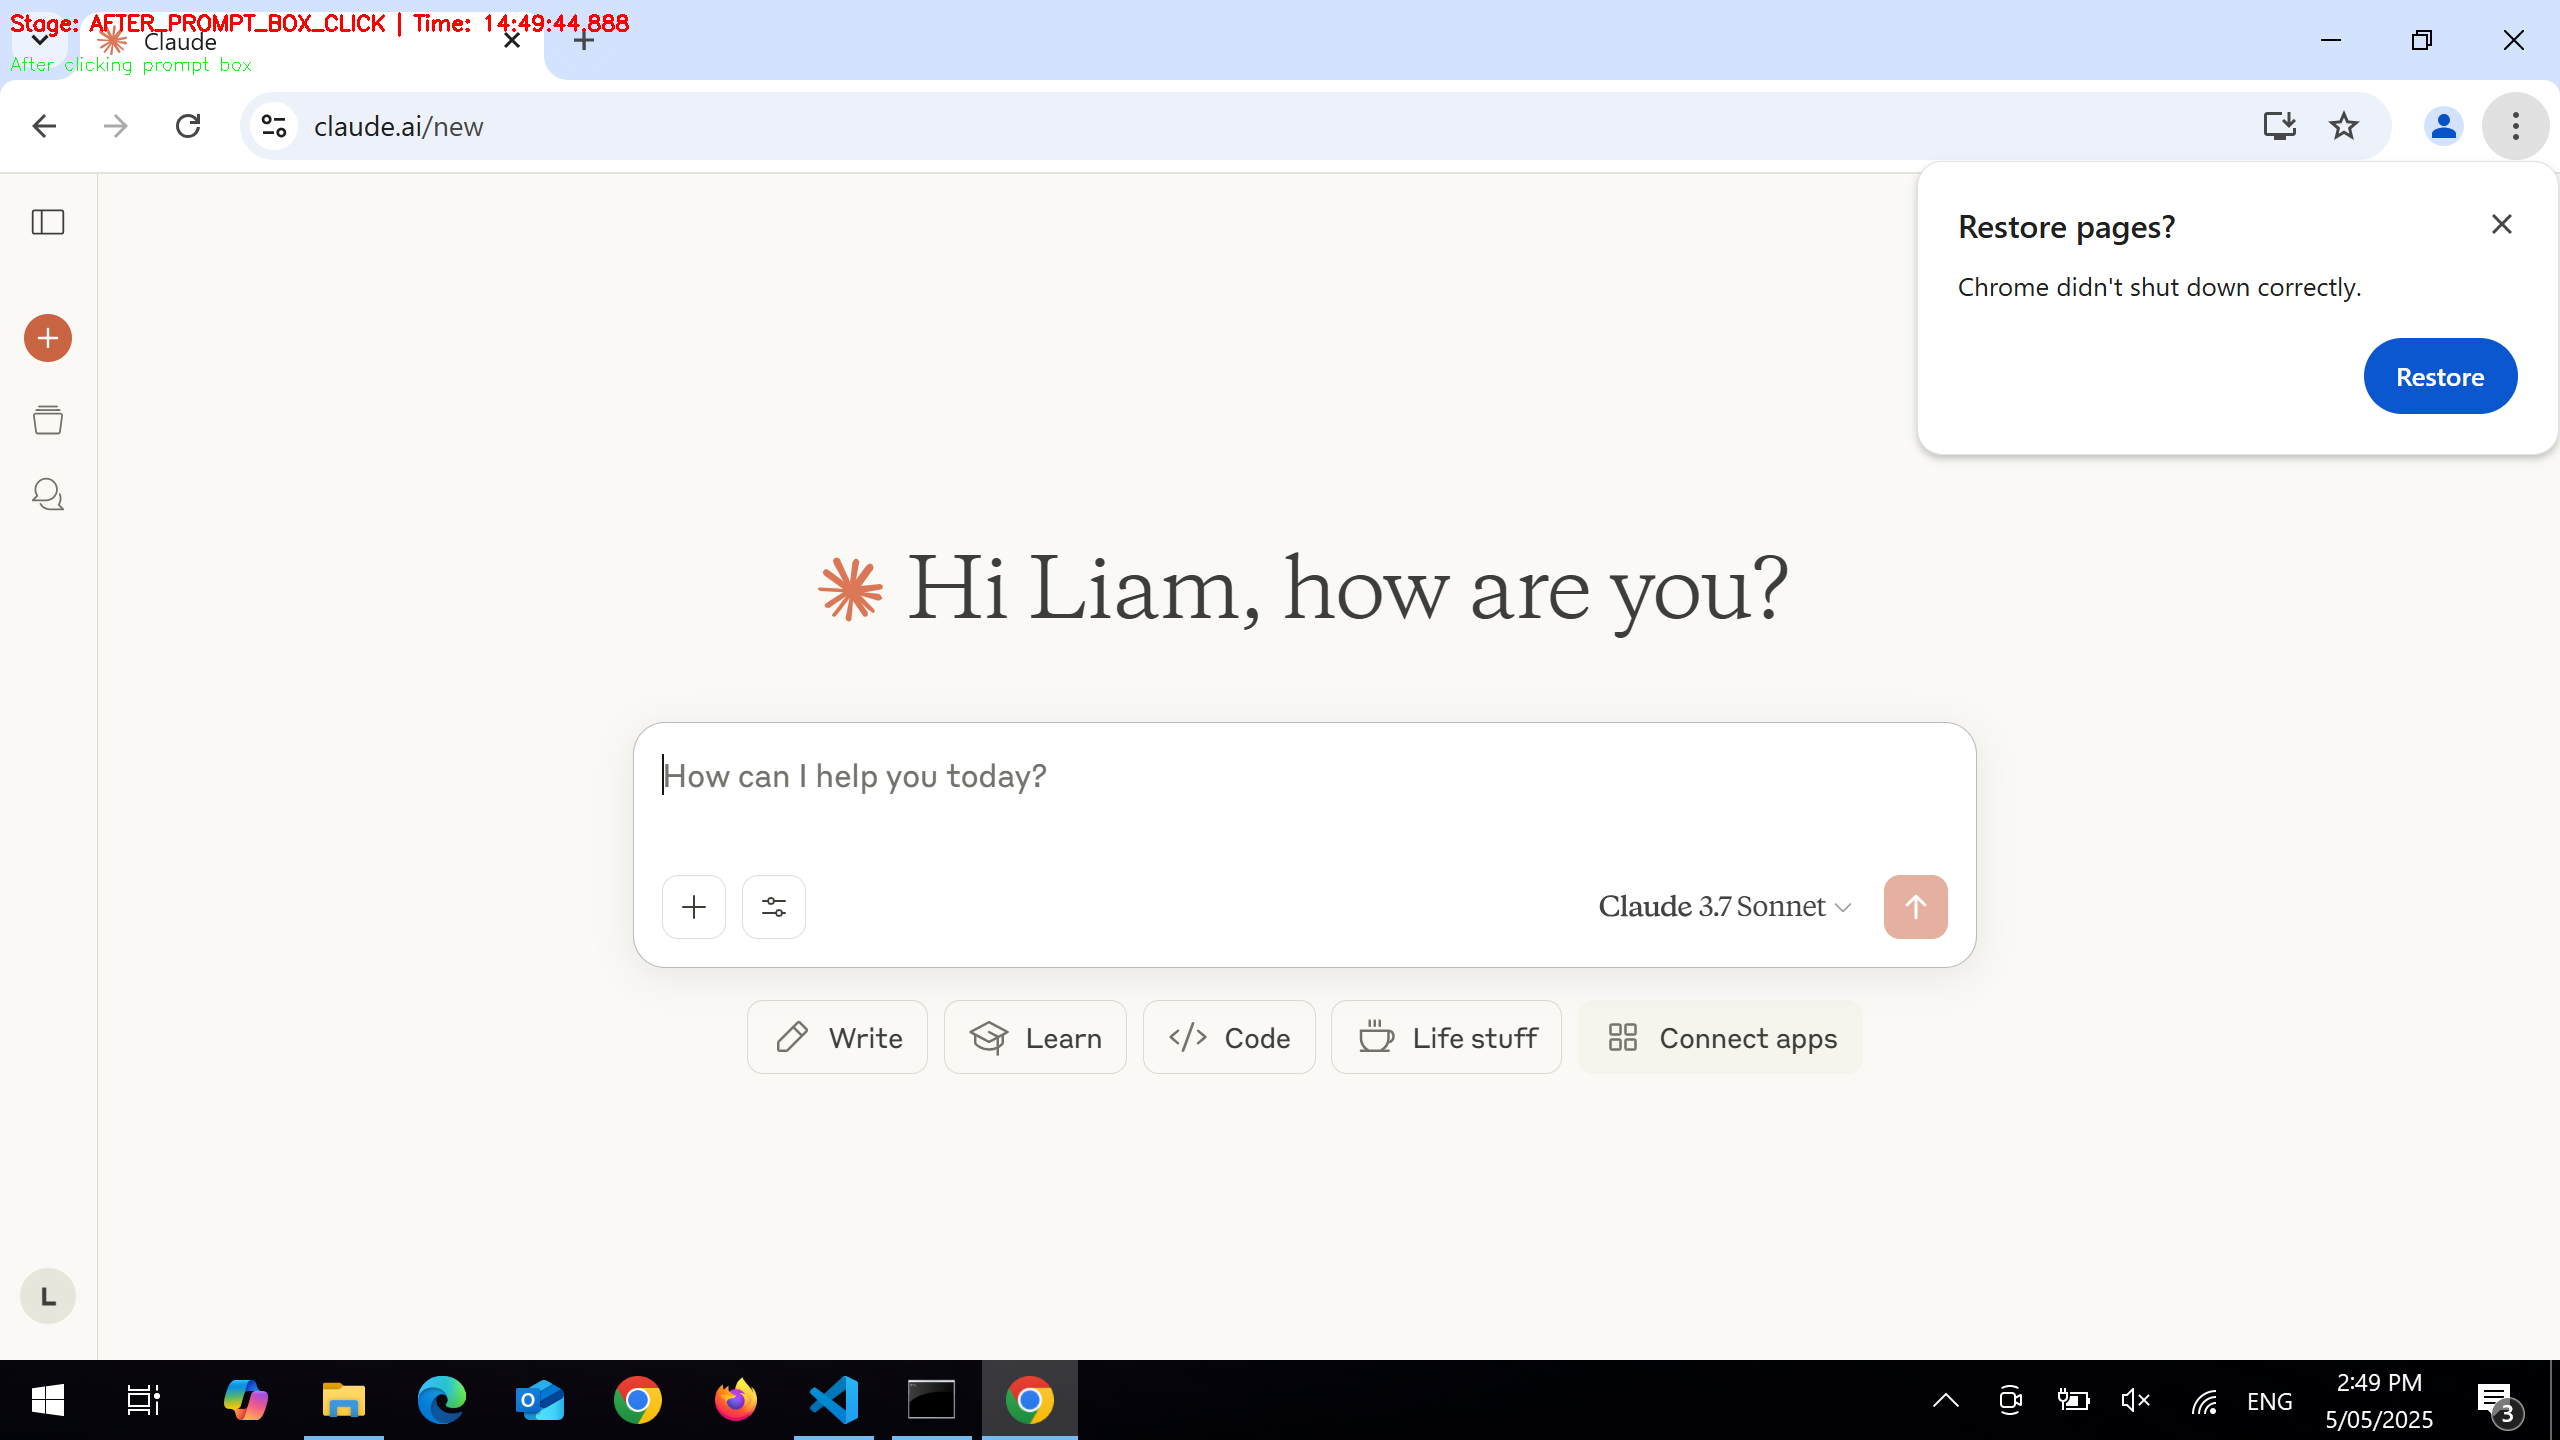 Stage: AFTER_PROMPT_BOX_CLICK | Time: 14:49:44.888
Claude
After clicking prompt box
claude.ai/new
Restore pages?
Chrome didn't shut down correctly.
Restore
Hi Liam, how are you?
How can I help you today?
Claude 3.7 Sonnet
Write
Learn
Code
Life stuff
Connect apps
L
ENG
2:49 PM
5/05/2025
3